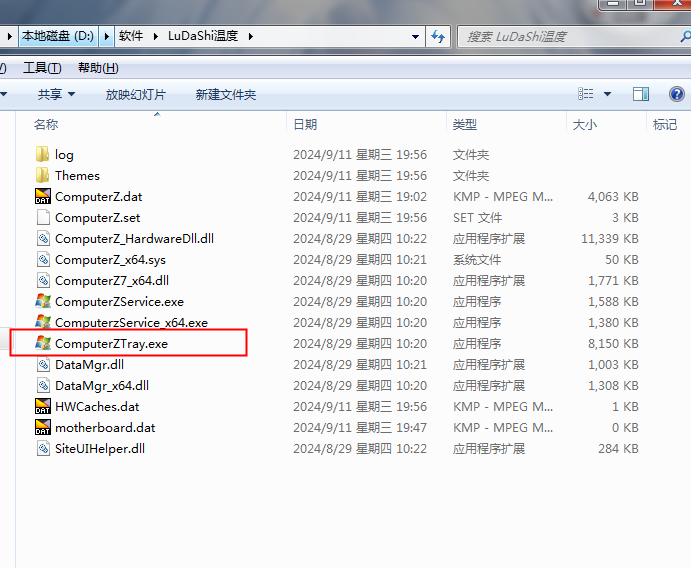 本地磁盘 (D:) 软件 LuDaShi温度 搜索 LuDaShi温度
V) 工具(T) 帮助(H)
共享 放映幻灯片 新建文件夹
名称 日期 类型 大小 标记
log 2024/9/11 星期三 19:56 文件夹
Themes 2024/9/11 星期三 19:56 文件夹
ComputerZ.dat 2024/9/11 星期三 19:02 KMP - MPEG M... 4,063 KB
ComputerZ.set 2024/9/11 星期三 19:56 SET 文件 3 KB
ComputerZ_HardwareDll.dll 2024/8/29 星期四 10:22 应用程序扩展 11,339 KB
ComputerZ_x64.sys 2024/8/29 星期四 10:21 系统文件 50 KB
ComputerZ7_x64.dll 2024/8/29 星期四 10:20 应用程序扩展 1,771 KB
ComputerZService.exe 2024/8/29 星期四 10:20 应用程序 1,588 KB
ComputerzService_x64.exe 2024/8/29 星期四 10:20 应用程序 1,380 KB
ComputerZTray.exe 2024/8/29 星期四 10:20 应用程序 8,150 KB
DataMgr.dll 2024/8/29 星期四 10:21 应用程序扩展 1,003 KB
DataMgr_x64.dll 2024/8/29 星期四 10:20 应用程序扩展 1,308 KB
DAT HWCaches.dat 2024/9/11 星期三 19:56 KMP - MPEG M... 1 KB
DAT motherboard.dat 2024/9/11 星期三 19:47 KMP - MPEG M... 0 KB
SiteUIHelper.dll 2024/8/29 星期四 10:22 应用程序扩展 284 KB